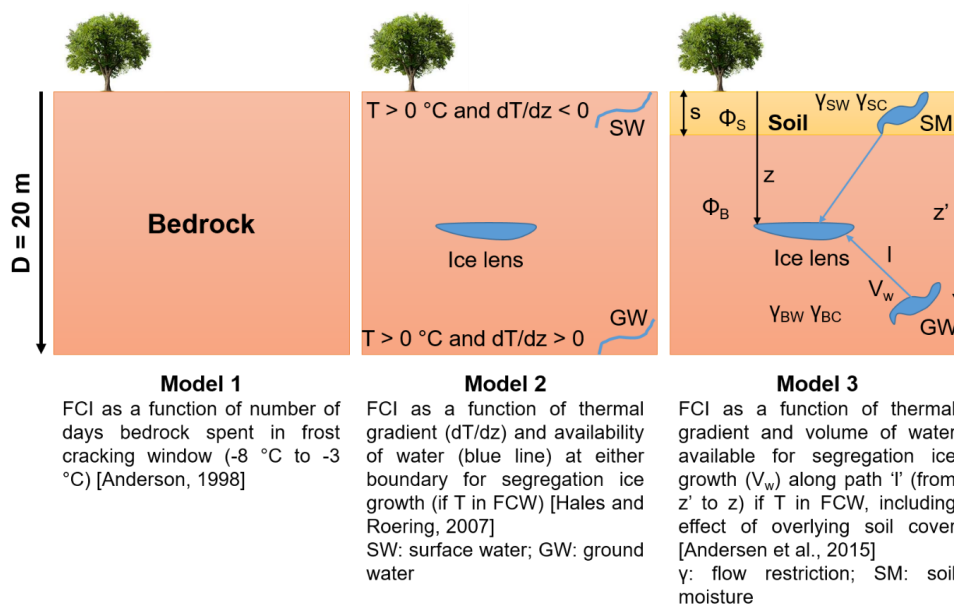 D = 20 m
Bedrock
Model 1
FCI as a function of number of
days bedrock spent in frost
cracking window (-8 °C to -3
°C) [Anderson, 1998]
T > 0 °C and dT/dz < 0
SW
Ice lens
GW
T > 0 °C and dT/dz > 0
Model 2
FCI as a function of thermal
gradient (dT/dz) and availability
of water (blue line) at either
boundary for segregation ice
growth (if T in FCW) [Hales and
Roering, 2007]
SW: surface water; GW: ground
water
s
ΦS
Soil
γSW γSC
SM
z
ΦB
z'
Ice lens
l
Vw
γBW γBC
GW
Model 3
FCI as a function of thermal
gradient and volume of water
available for segregation ice
growth (Vw) along path 'l' (from
z' to z) if T in FCW, including
effect of overlying soil cover
[Andersen et al., 2015]
γ: flow restriction; SM: soil
moisture